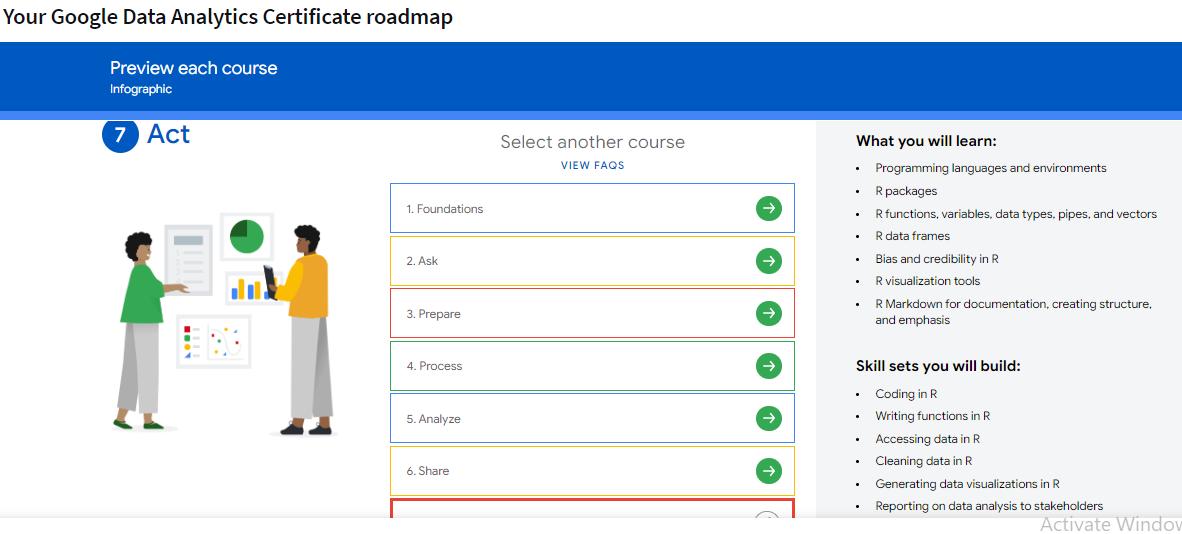 Your Google Data Analytics Certificate roadmap
Preview each course
Infographic
7 Act
Select another course
VIEW FAQS
1. Foundations
2. Ask
3. Prepare
4. Process
5. Analyze
6. Share
What you will learn:
• Programming languages and environments
• R packages
• R functions, variables, data types, pipes, and vectors
• R data frames
• Bias and credibility in R
• R visualization tools
• R Markdown for documentation, creating structure,
and emphasis
Skill sets you will build:
• Coding in R
• Writing functions in R
• Accessing data in R
• Cleaning data in R
• Generating data visualizations in R
• Reporting on data analysis to stakeholders
Activate Window